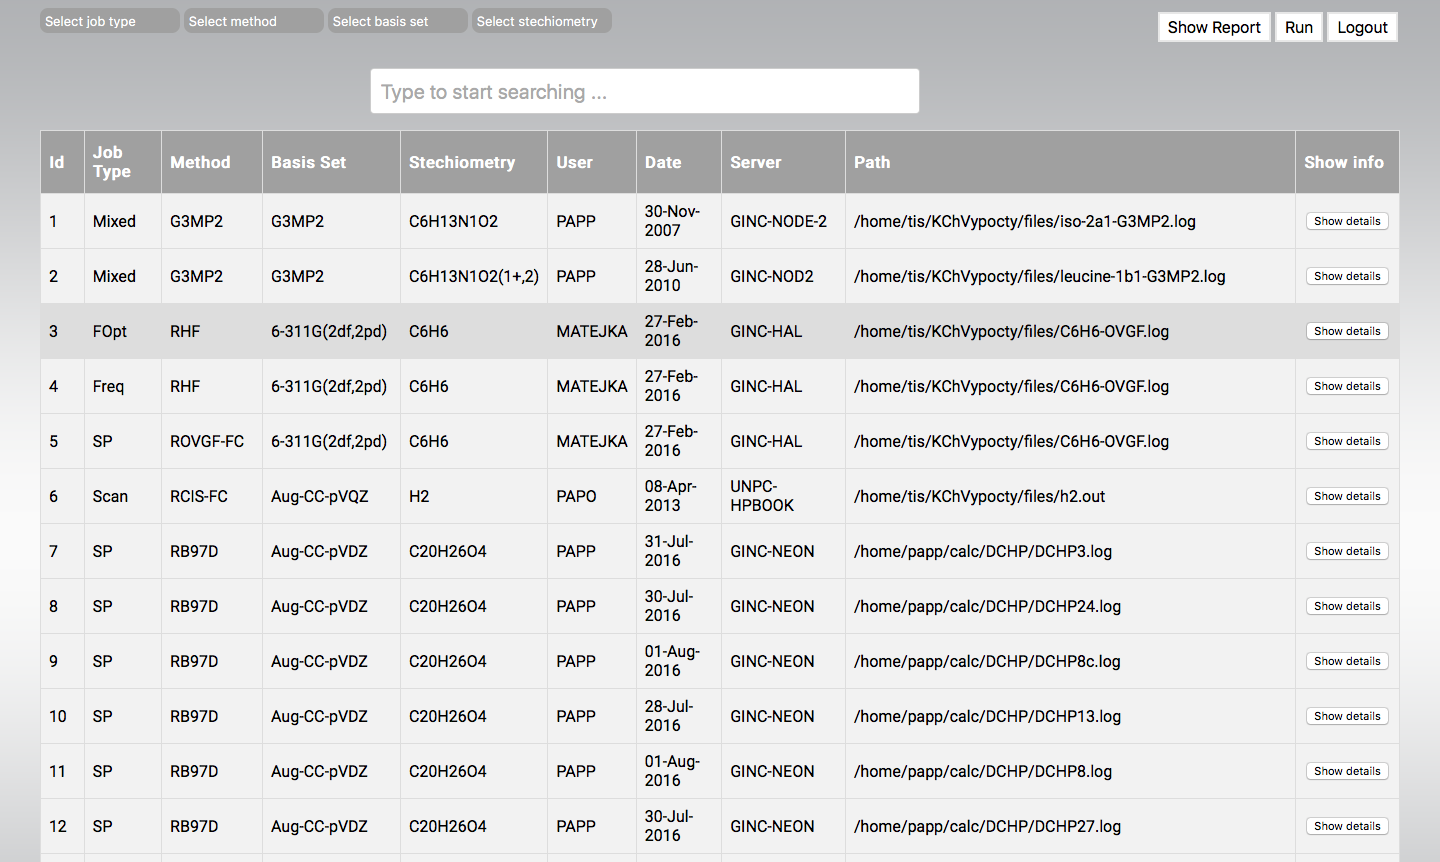 Select job type Select method Select basis set Select stechiometry
Show Report Run Logout
Type to start searching ...
Id Job Type Method Basis Set Stechiometry User Date Server Path Show info
1 Mixed G3MP2 G3MP2 C6H13N1O2 PAPP 30-Nov-2007 GINC-NODE-2 /home/tis/KChVypocty/files/iso-2a1-G3MP2.log Show details
2 Mixed G3MP2 G3MP2 C6H13N1O2(1+,2) PAPP 28-Jun-2010 GINC-NOD2 /home/tis/KChVypocty/files/leucine-1b1-G3MP2.log Show details
3 FOpt RHF 6-311G(2df,2pd) C6H6 MATEJKA 27-Feb-2016 GINC-HAL /home/tis/KChVypocty/files/C6H6-OVGF.log Show details
4 Freq RHF 6-311G(2df,2pd) C6H6 MATEJKA 27-Feb-2016 GINC-HAL /home/tis/KChVypocty/files/C6H6-OVGF.log Show details
5 SP ROVGF-FC 6-311G(2df,2pd) C6H6 MATEJKA 27-Feb-2016 GINC-HAL /home/tis/KChVypocty/files/C6H6-OVGF.log Show details
6 Scan RCIS-FC Aug-CC-pVQZ H2 PAPO 08-Apr-2013 UNPC-HPBOOK /home/tis/KChVypocty/files/h2.out Show details
7 SP RB97D Aug-CC-pVDZ C20H26O4 PAPP 31-Jul-2016 GINC-NEON /home/papp/calc/DCHP/DCHP3.log Show details
8 SP RB97D Aug-CC-pVDZ C20H26O4 PAPP 30-Jul-2016 GINC-NEON /home/papp/calc/DCHP/DCHP24.log Show details
9 SP RB97D Aug-CC-pVDZ C20H26O4 PAPP 01-Aug-2016 GINC-NEON /home/papp/calc/DCHP/DCHP8c.log Show details
10 SP RB97D Aug-CC-pVDZ C20H26O4 PAPP 28-Jul-2016 GINC-NEON /home/papp/calc/DCHP/DCHP13.log Show details
11 SP RB97D Aug-CC-pVDZ C20H26O4 PAPP 01-Aug-2016 GINC-NEON /home/papp/calc/DCHP/DCHP8.log Show details
12 SP RB97D Aug-CC-pVDZ C20H26O4 PAPP 30-Jul-2016 GINC-NEON /home/papp/calc/DCHP/DCHP27.log Show details